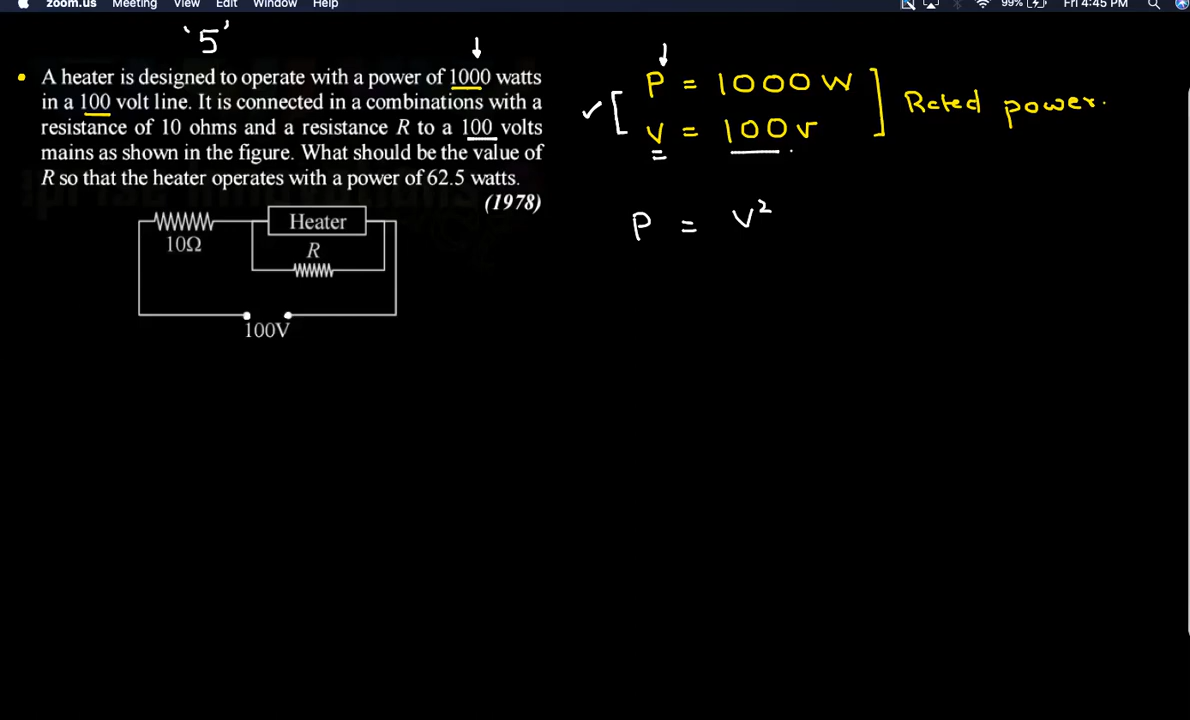 zoom.us Meeting View Edit Window Help 99% Fri 4:45 PM
'5'
• A heater is designed to operate with a power of 1000 watts
in a 100 volt line. It is connected in a combinations with a
resistance of 10 ohms and a resistance R to a 100 volts
mains as shown in the figure. What should be the value of
R so that the heater operates with a power of 62.5 watts.
(1978)
Heater
10Ω
R
100V
P = 1000W
V = 100V
Rated power.
P = V²